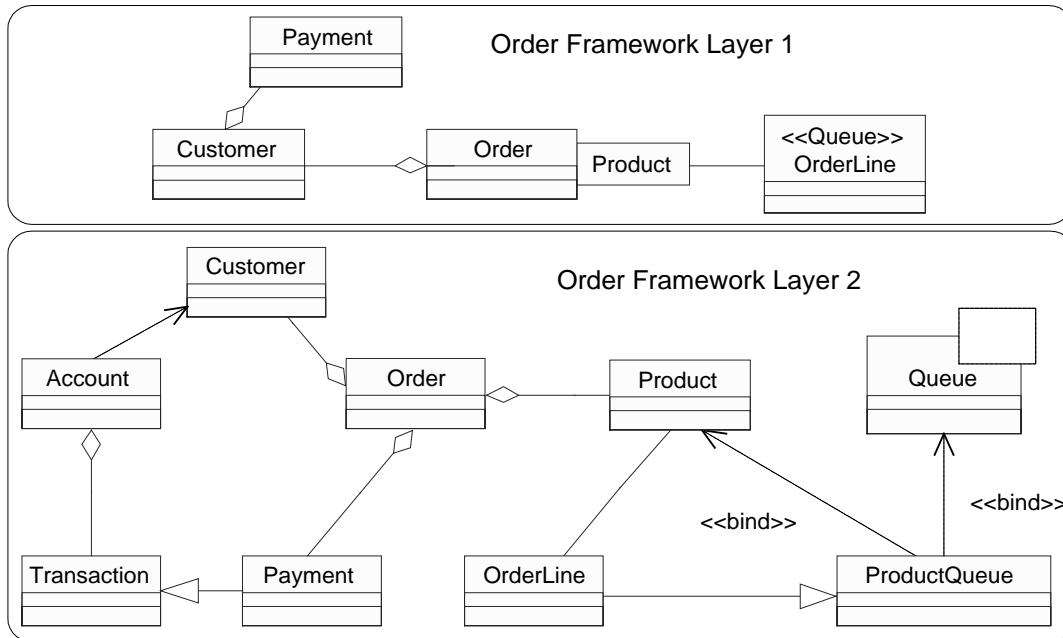 Payment
Order Framework Layer 1
Customer
Order
Product
<<Queue>>
OrderLine
Customer
Order Framework Layer 2
Account
Order
Product
Queue
<<bind>>
<<bind>>
Transaction
Payment
OrderLine
ProductQueue